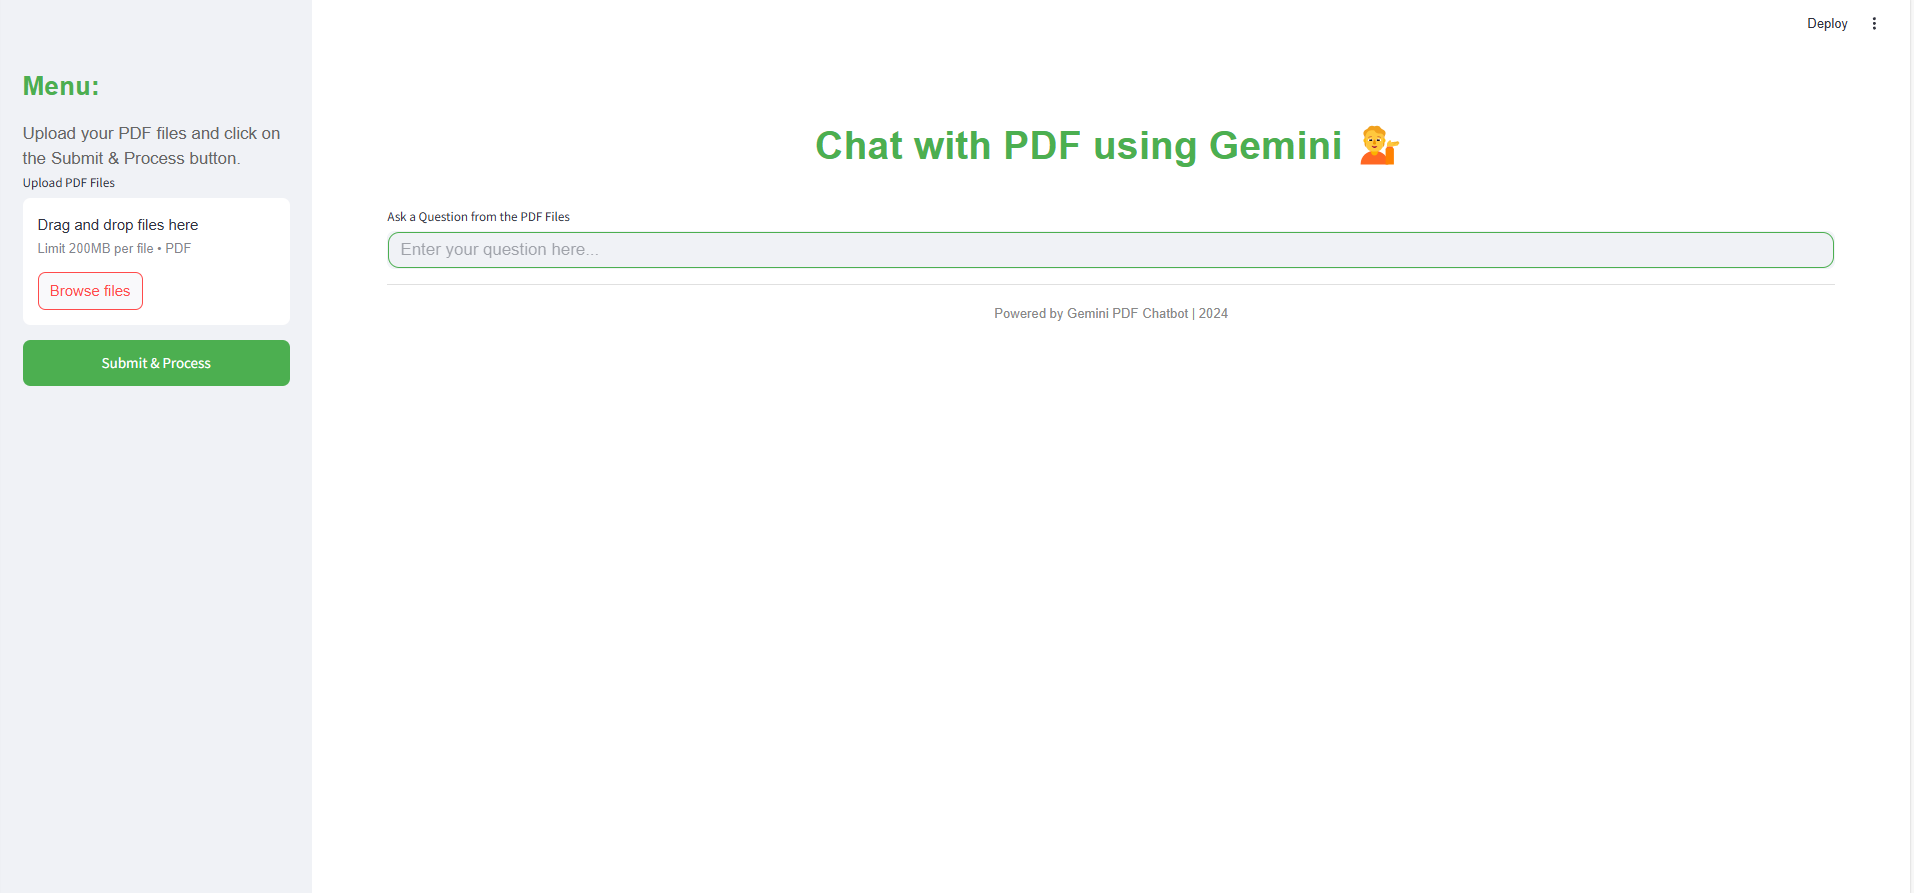 Deploy
Menu:
Upload your PDF files and click on
the Submit & Process button.
Upload PDF Files
Drag and drop files here
Limit 200MB per file • PDF
Browse files
Submit & Process
Chat with PDF using Gemini 💁
Ask a Question from the PDF Files
Enter your question here...
Powered by Gemini PDF Chatbot | 2024